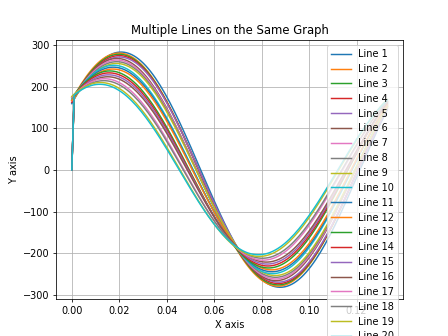 Multiple Lines on the Same Graph
300
200
100
0
−100
−200
−300
Y axis
0.00
0.02
0.04
0.06
0.08
0.10
X axis
Line 1
Line 2
Line 3
Line 4
Line 5
Line 6
Line 7
Line 8
Line 9
Line 10
Line 11
Line 12
Line 13
Line 14
Line 15
Line 16
Line 17
Line 18
Line 19
Line 20